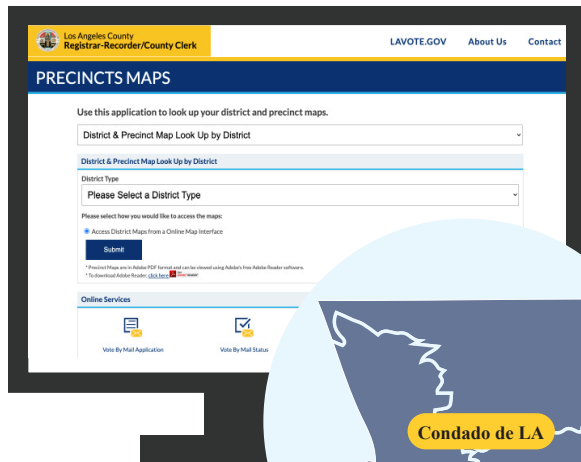 Los Angeles County
Registrar-Recorder/County Clerk
LAVOTE.GOV About Us Contact
PRECINCTS MAPS
Use this application to look up your district and precinct maps.
District & Precinct Map Look Up by District
District & Precinct Map Look Up by District
District Type
Please Select a District Type
Please select how you would like to access the maps:
Access District Maps from a Online Map Interface
Submit
* Precinct Maps are in Adobe PDF format and can be viewed using Adobe's free Adobe Reader software.
* To download Adobe Reader, click here
Online Services
Vote By Mail Application Vote By Mail Status
Condado de LA